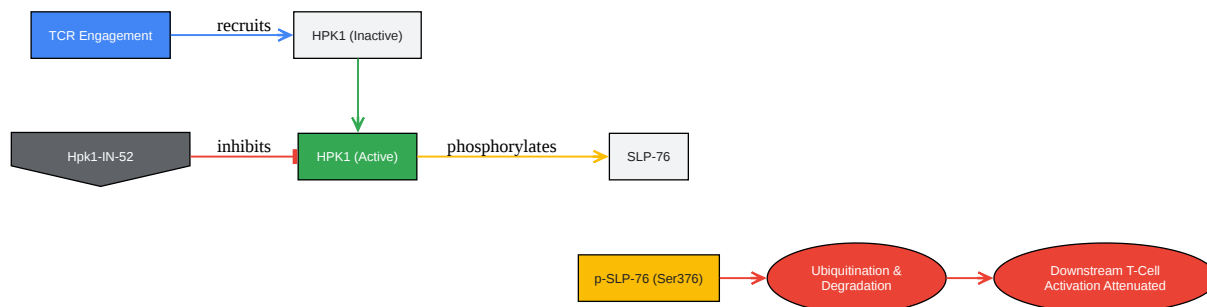 TCR Engagement
recruits
HPK1 (Inactive)
Hpk1-IN-52
inhibits
HPK1 (Active)
phosphorylates
SLP-76
p-SLP-76 (Ser376)
Ubiquitination &
Degradation
Downstream T-Cell
Activation Attenuated